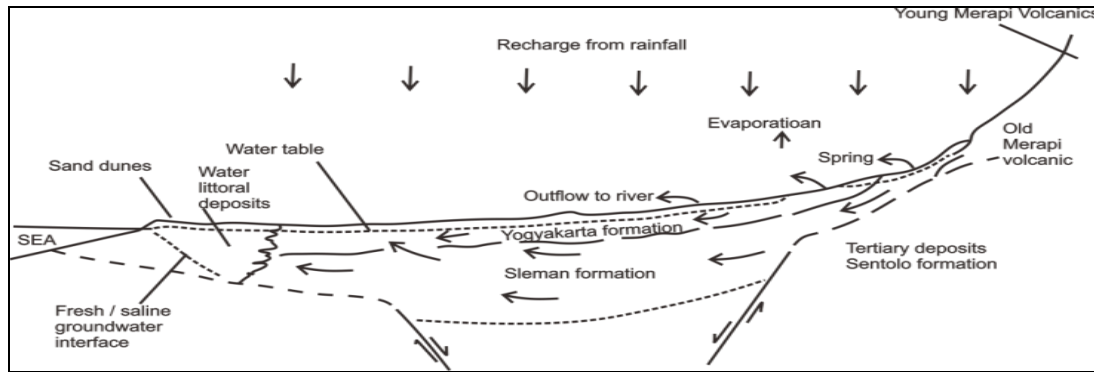 Young Merapi Volcanics
Recharge from rainfall
Evaporatioan
Old
Merapi
volcanic
Spring
Water table
Sand dunes
Water
littoral
deposits
Outflow to river
Yogyakarta formation
SEA
Tertiary deposits
Sentolo formation
Sleman formation
Fresh / saline
groundwater
interface